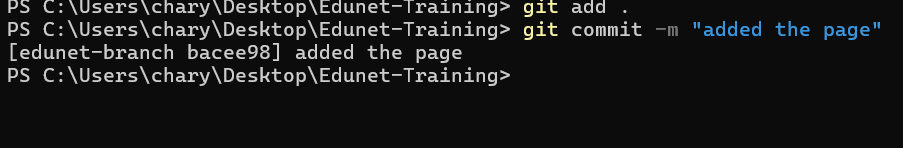 PS C:\Users\chary\Desktop\Edunet-Training> git add .
PS C:\Users\chary\Desktop\Edunet-Training> git commit -m "added the page"
[edunet-branch bacee98] added the page
PS C:\Users\chary\Desktop\Edunet-Training>